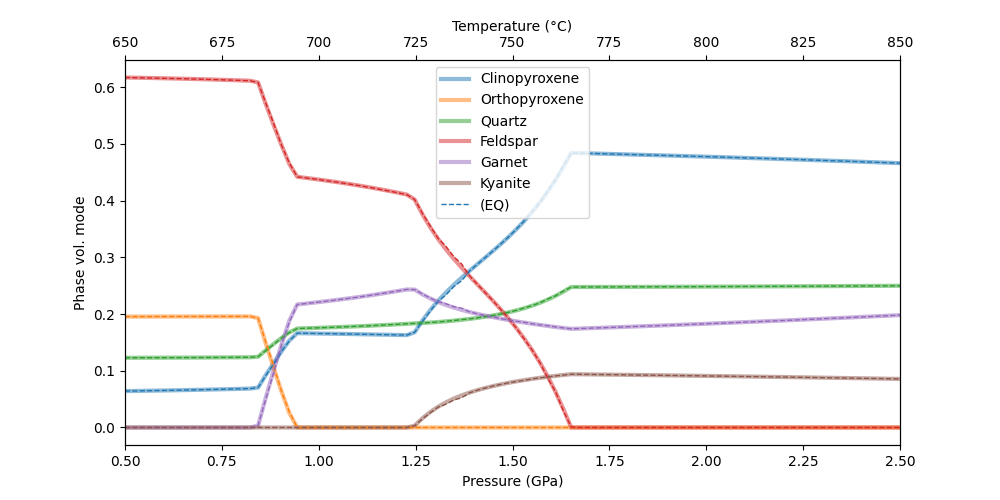 Temperature (°C)
650 675 700 725 750 775 800 825 850
Clinopyroxene
Orthopyroxene
Quartz
Feldspar
Garnet
Kyanite
(EQ)
Phase vol. mode
0.6
0.5
0.4
0.3
0.2
0.1
0.0
0.50 0.75 1.00 1.25 1.50 1.75 2.00 2.25 2.50
Pressure (GPa)